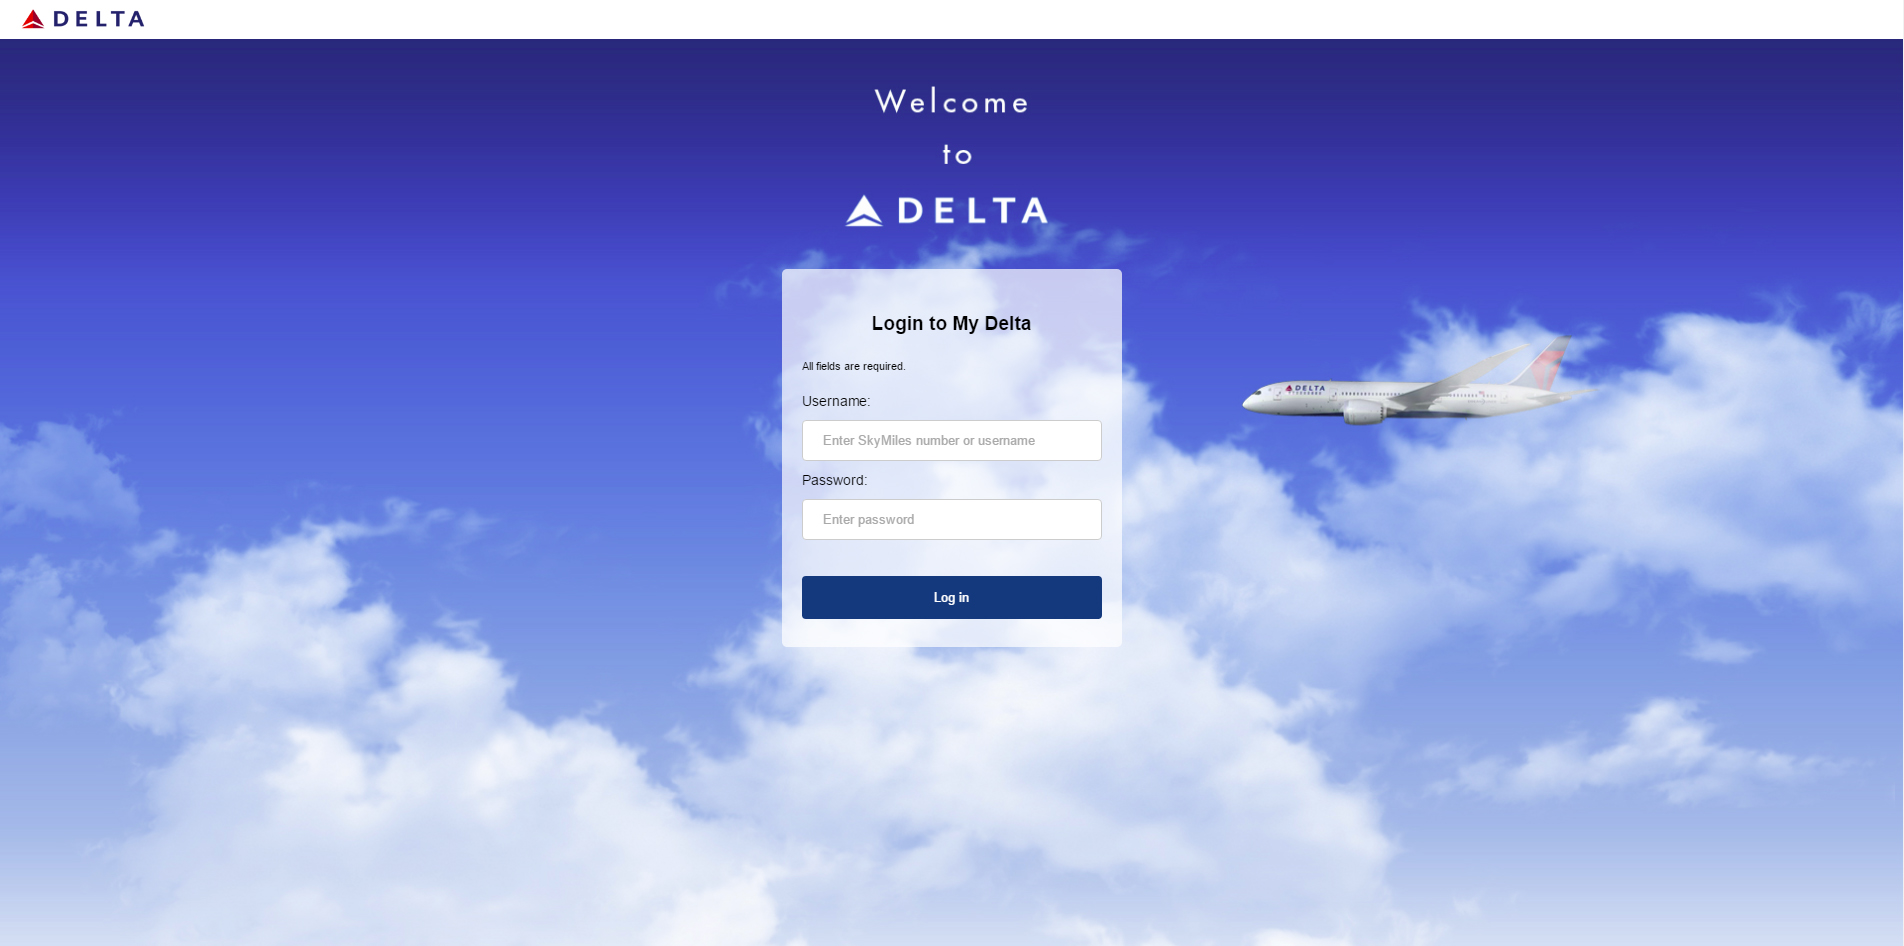 DELTA
Welcome
to
DELTA
Login to My Delta
All fields are required.
Username:
Enter SkyMiles number or username
Password:
Enter password
Log in
DELTA